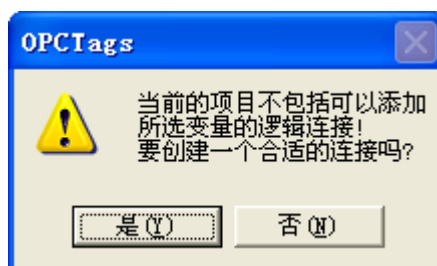 OPCTags
当前的项目不包括可以添加
所选变量的逻辑连接!
要创建一个合适的连接吗?
是(Y)
否(N)